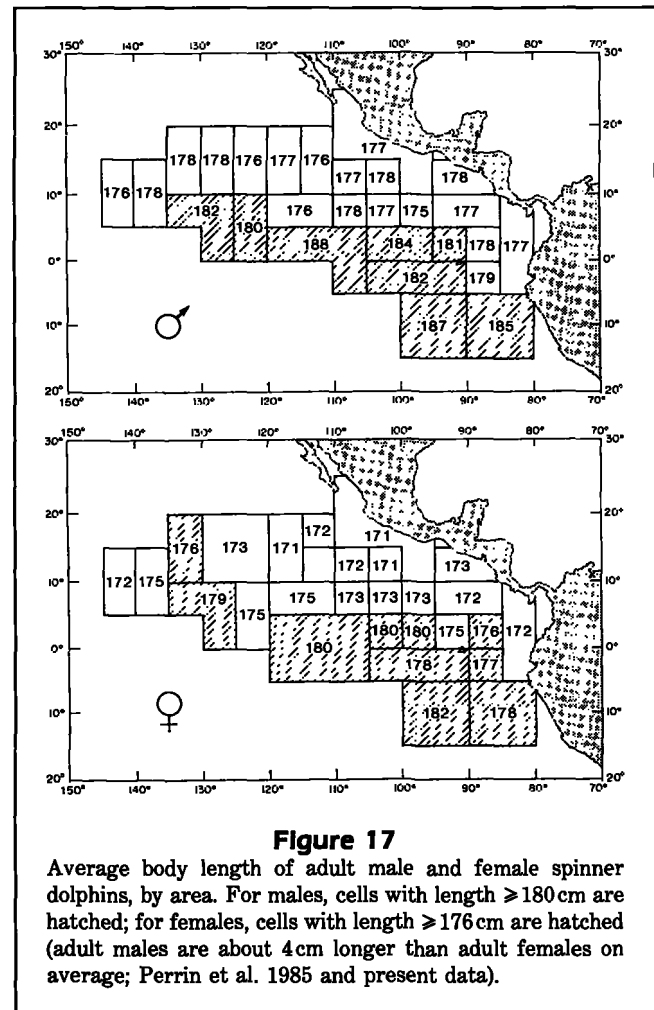 150° 140° 130° 120° 110° 100° 90° 80° 70°
30° 30°
177
178 178 176 177 176 177 178 178
20° 20°
176 178
10° 10°
182 180 176 178 177 175 177
188 184 181 178 177
0° 0°
182 179
10° 10°
♂ 187 185
20° 20°
150° 140° 130° 120° 110° 100° 90° 80° 70°
150° 140° 130° 120° 110° 100° 90° 80° 70°
30° 30°
172 171
20° 20°
176 173 171 172 171 173
172 175
10° 10°
179 175 175 173 173 173 172
180 180 180 175 176 172
0° 0°
178 177
10° 10°
♀ 182 178
20° 20°
150° 140° 130° 120° 110° 100° 90° 80° 70°
Figure 17
Average body length of adult male and female spinner
dolphins, by area. For males, cells with length ⩾180cm are
hatched; for females, cells with length ⩾176cm are hatched
(adult males are about 4cm longer than adult females on
average; Perrin et al. 1985 and present data).